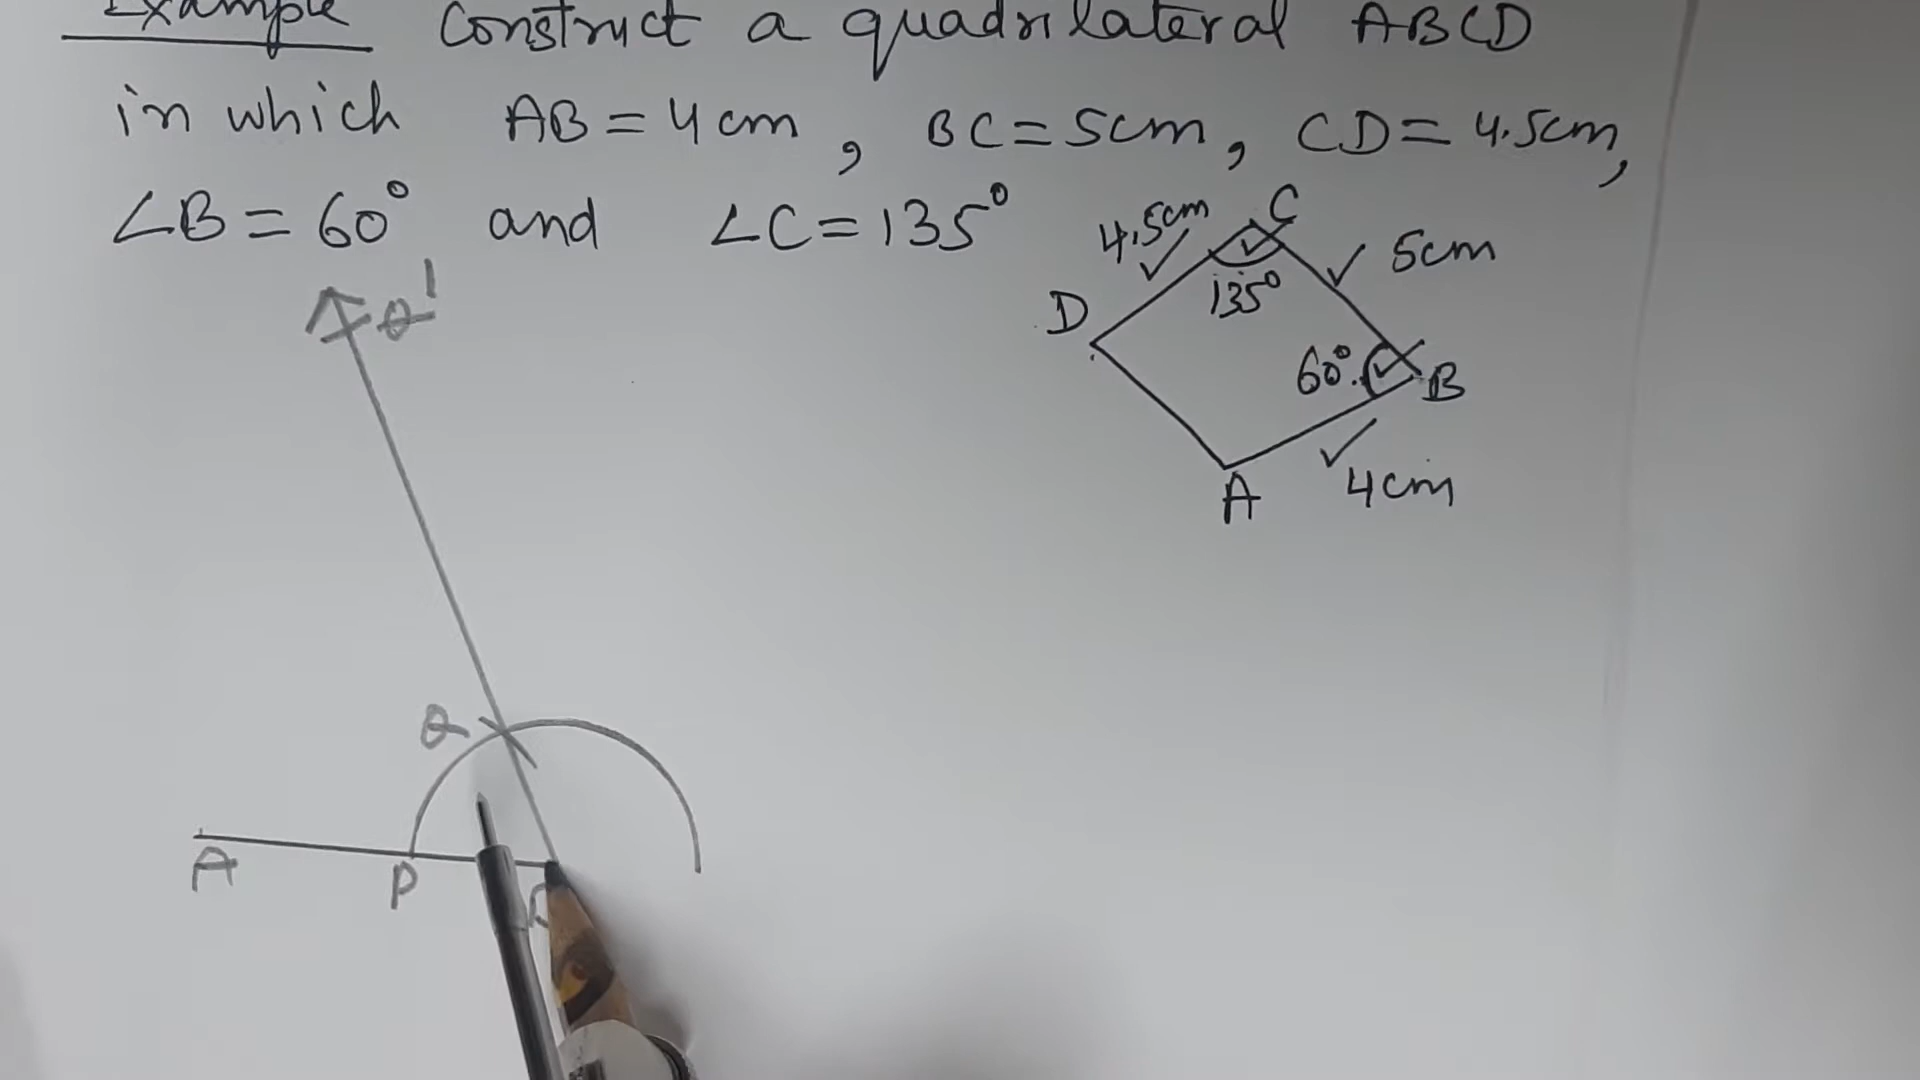 Example Construct a quadrilateral ABCD
in which AB = 4 cm, BC = 5cm, CD = 4.5cm,
∠B = 60° and ∠C = 135°
C
4.5cm
5cm
135°
D
60°
B
4cm
A
Q'
Q
A
P